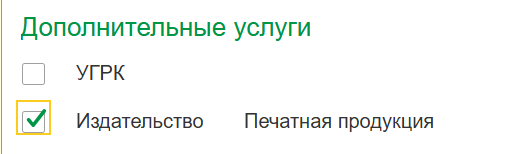 Дополнительные услуги
УГРК
Издательство Печатная продукция